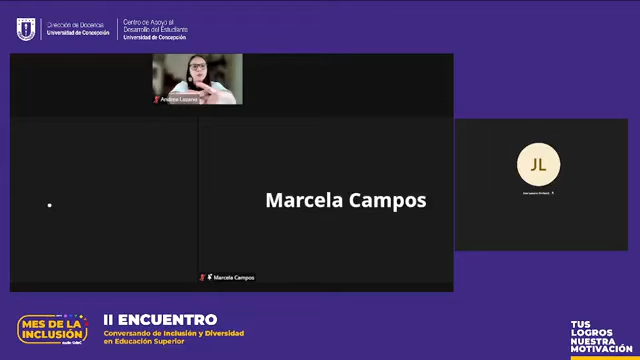 Dirección de Docencia
Universidad de Concepción
Centro de Apoyo al
Desarrollo del Estudiante
Universidad de Concepción
Andrea Lozano
JL
Marcela Campos
Marcela Campos
MES DE LA
INCLUSIÓN
II ENCUENTRO
Conversando de Inclusión y Diversidad
en Educación Superior
TUS
LOGROS
NUESTRA
MOTIVACIÓN